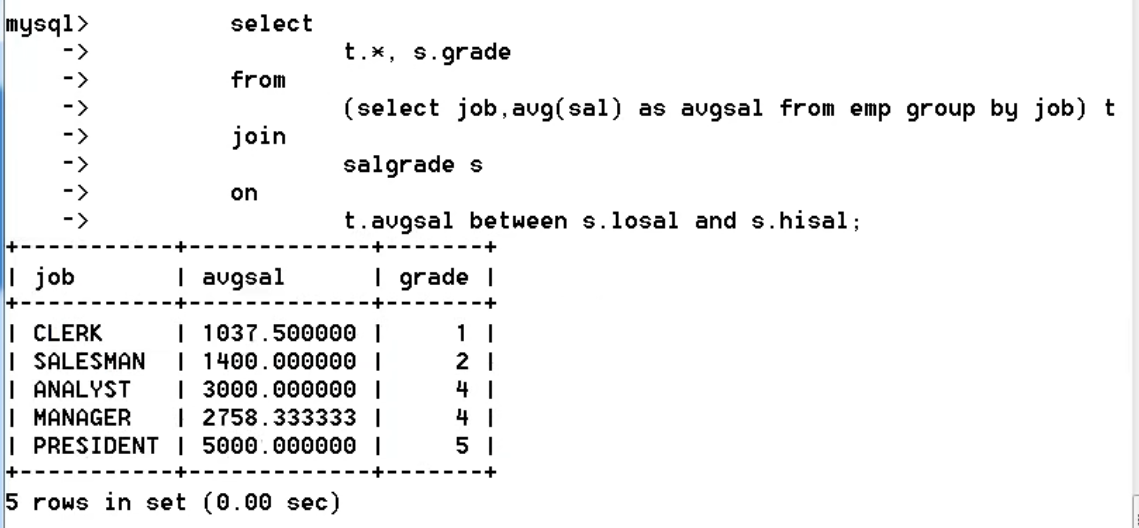 mysql>          select
    ->                  t.*, s.grade
    ->          from
    ->                  (select job,avg(sal) as avgsal from emp group by job) t
    ->          join
    ->                  salgrade s
    ->          on
    ->                  t.avgsal between s.losal and s.hisal;
+-----------+-------------+-------+
| job       | avgsal      | grade |
+-----------+-------------+-------+
| CLERK     | 1037.500000 |     1 |
| SALESMAN  | 1400.000000 |     2 |
| ANALYST   | 3000.000000 |     4 |
| MANAGER   | 2758.333333 |     4 |
| PRESIDENT | 5000.000000 |     5 |
+-----------+-------------+-------+
5 rows in set (0.00 sec)